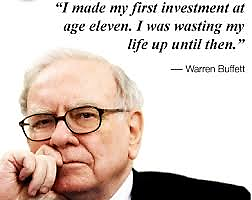 “I made my first investment at
age eleven. I was wasting my
life up until then.”
— Warren Buffett